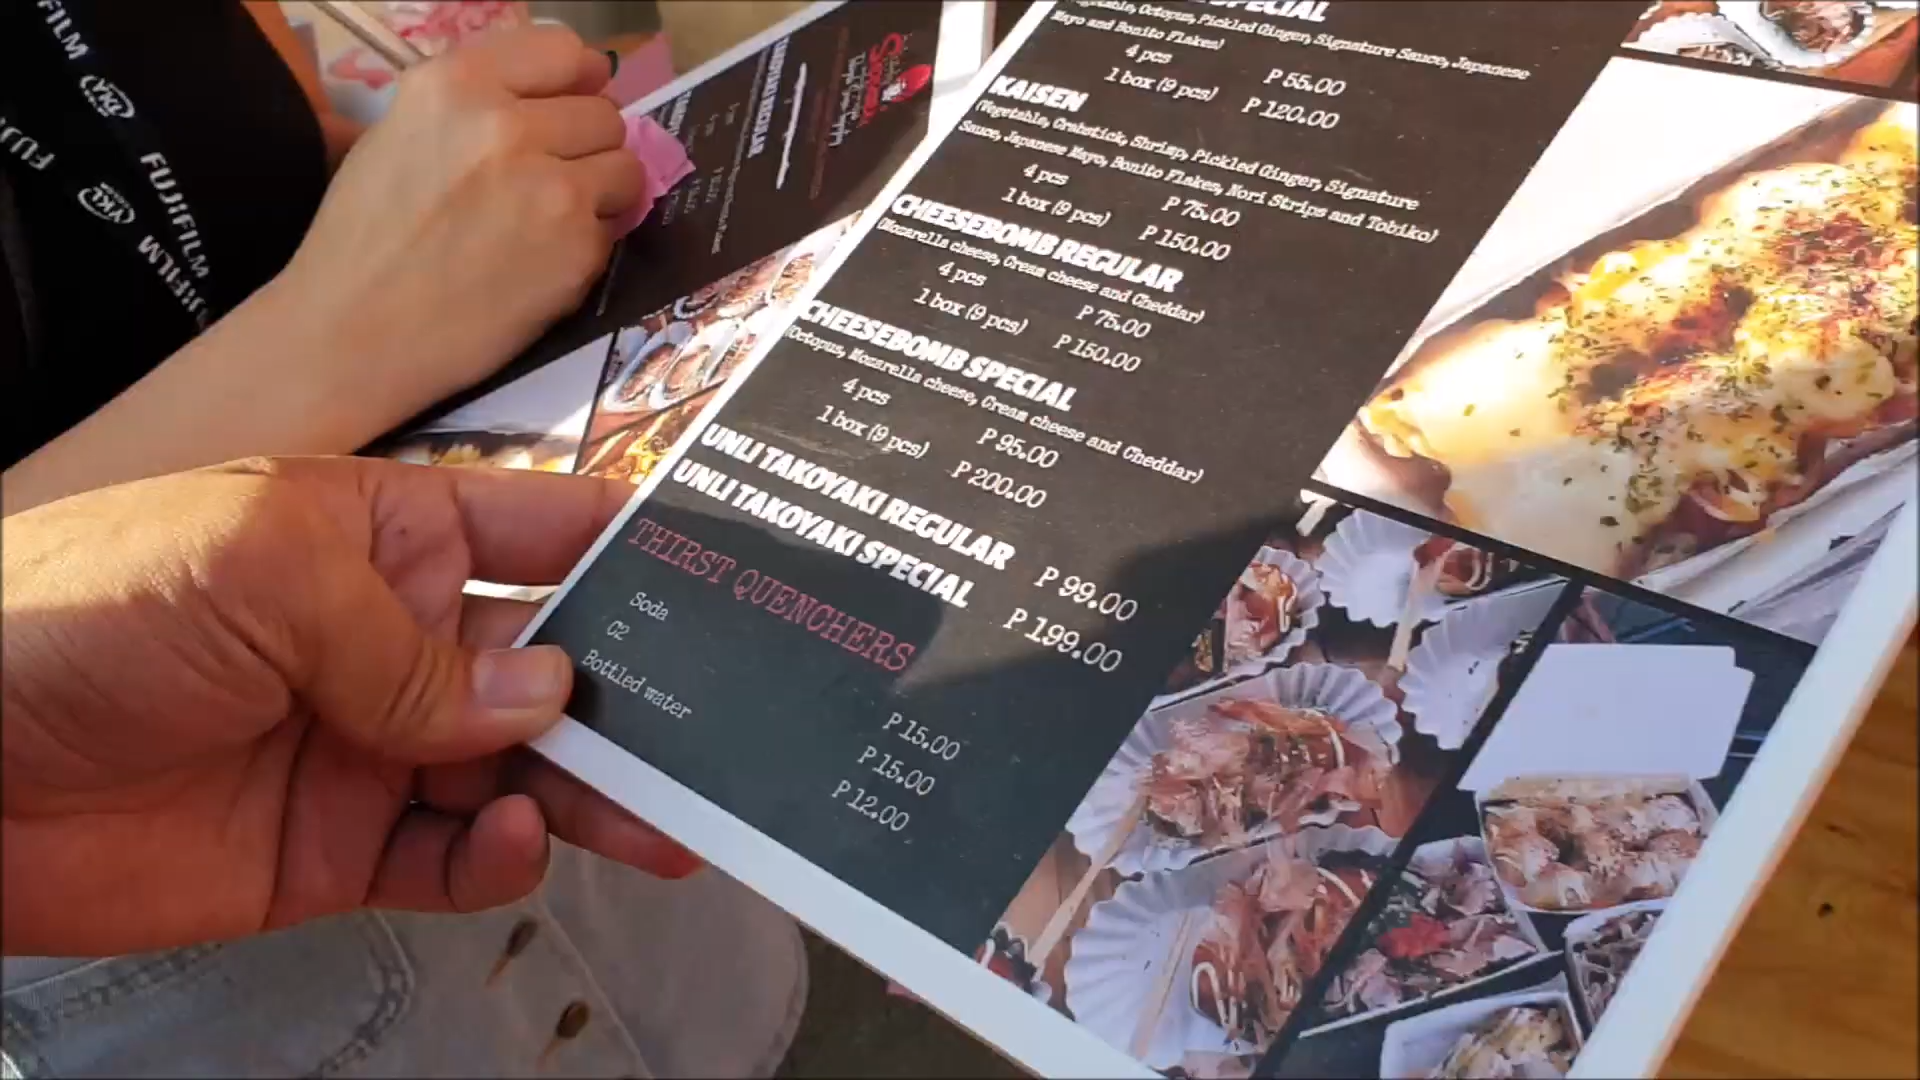 SPECIAL
Octopus, Pickled Ginger, Signature Sauce, Japanese
Mayo and Bonito Flakes)
4 pcs P 55.00
1 box (9 pcs) P 120.00
KAISEN
(Vegetable, Crabstick, Shrimp, Pickled Ginger, Signature
Sauce, Japanese Mayo, Bonito Flakes, Nori Strips and Tobiko)
4 pcs P 75.00
1 box (9 pcs) P 150.00
CHEESEBOMB REGULAR
(Mozarella cheese, Cream cheese and Cheddar)
4 pcs P 75.00
1 box (9 pcs) P 150.00
CHEESEBOMB SPECIAL
(Octopus, Mozarella cheese, Cream cheese and Cheddar)
4 pcs P 95.00
1 box (9 pcs) P 200.00
UNLI TAKOYAKI REGULAR P 99.00
UNLI TAKOYAKI SPECIAL P 199.00
THIRST QUENCHERS
Soda P 15.00
C2 P 15.00
Bottled water P 12.00
FILM
FUJIFILM